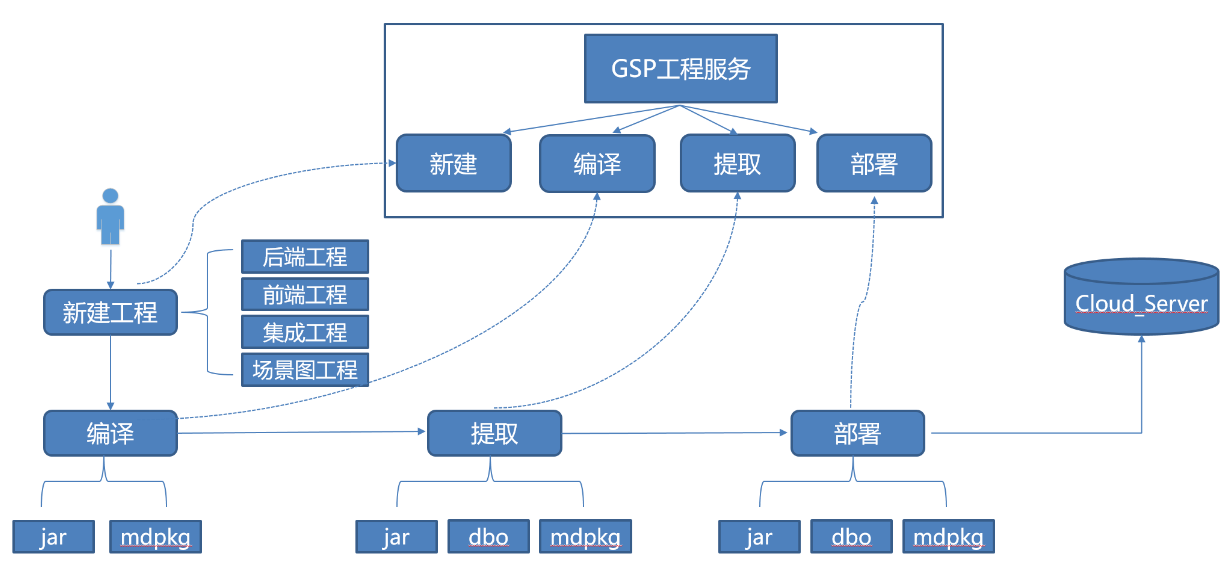 GSP工程服务
新建
编译
提取
部署
后端工程
前端工程
集成工程
场景图工程
新建工程
Cloud_Server
编译
提取
部署
jar
mdpkg
jar
dbo
mdpkg
jar
dbo
mdpkg